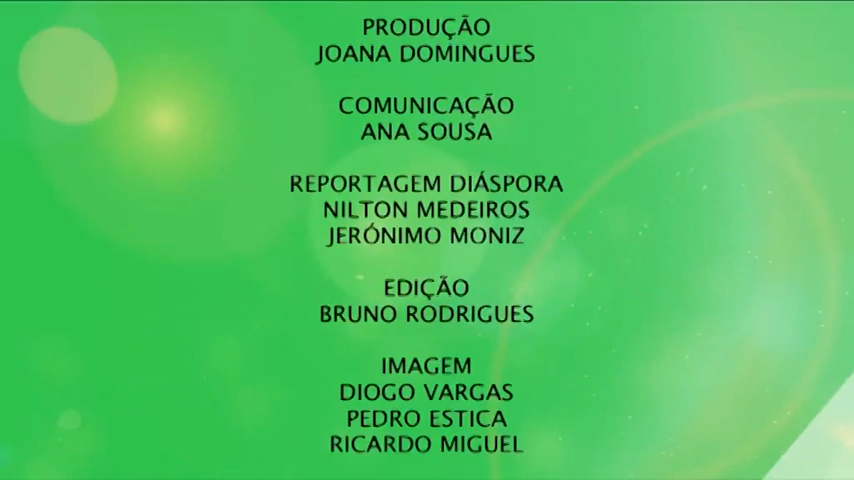 PRODUÇÃO
JOANA DOMINGUES
COMUNICAÇÃO
ANA SOUSA
REPORTAGEM DIÁSPORA
NILTON MEDEIROS
JERÓNIMO MONIZ
EDIÇÃO
BRUNO RODRIGUES
IMAGEM
DIOGO VARGAS
PEDRO ESTICA
RICARDO MIGUEL